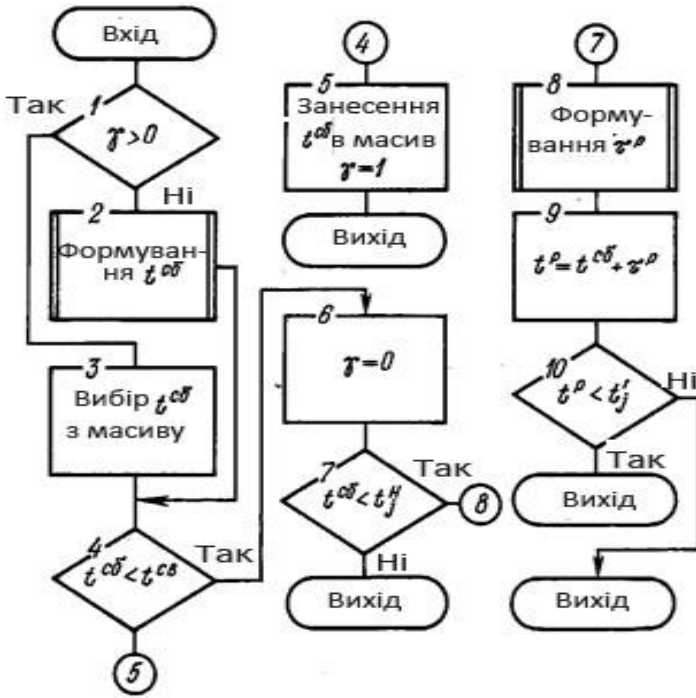 Вхід
Так
1
γ>0
Ні
2
Формуван-
ня t^сб
3
Вибір t^сб
з масиву
4
t^сб < t^св
Так
5
4
5
Занесення
t^сб в масив
γ=1
Вихід
6
γ=0
7
t^сб < t_j^н
Так
8
Ні
Вихід
7
8
Форму-
вання τ^р
9
t^р = t^сб + τ^р
10
t^р < t'_j
Ні
Так
Вихід
Вихід